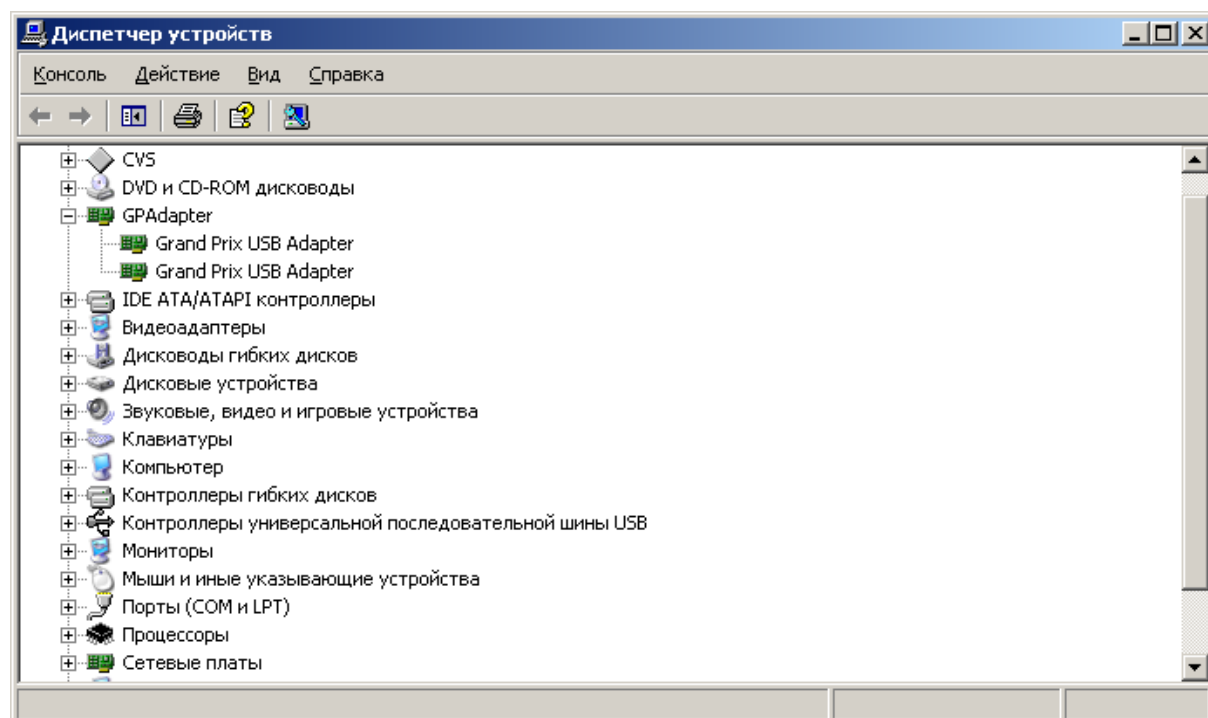 Диспетчер устройств
Консоль Действие Вид Справка
CVS
DVD и CD-ROM дисководы
GPAdapter
Grand Prix USB Adapter
Grand Prix USB Adapter
IDE ATA/ATAPI контроллеры
Видеоадаптеры
Дисководы гибких дисков
Дисковые устройства
Звуковые, видео и игровые устройства
Клавиатуры
Компьютер
Контроллеры гибких дисков
Контроллеры универсальной последовательной шины USB
Мониторы
Мыши и иные указывающие устройства
Порты (COM и LPT)
Процессоры
Сетевые платы